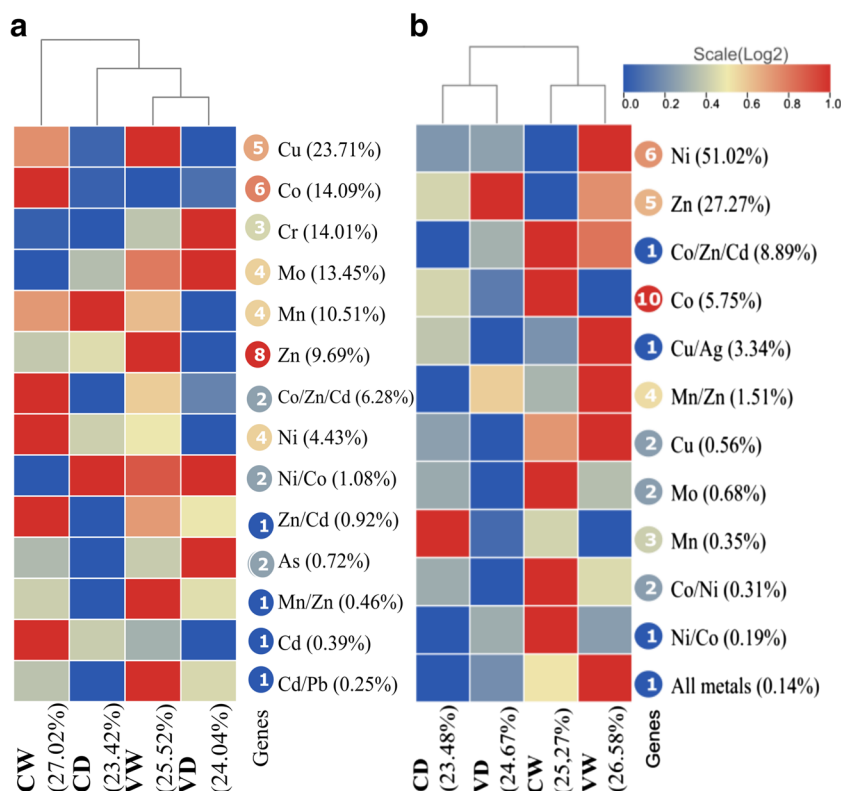 a
5 Cu (23.71%)
6 Co (14.09%)
3 Cr (14.01%)
4 Mo (13.45%)
4 Mn (10.51%)
8 Zn (9.69%)
2 Co/Zn/Cd (6.28%)
4 Ni (4.43%)
2 Ni/Co (1.08%)
1 Zn/Cd (0.92%)
2 As (0.72%)
1 Mn/Zn (0.46%)
1 Cd (0.39%)
1 Cd/Pb (0.25%)
CW
(27.02%)
CD
(23.42%)
VW
(25.52%)
VD
(24.04%)
Genes
b
Scale(Log2)
0.0 0.2 0.4 0.6 0.8 1.0
6 Ni (51.02%)
5 Zn (27.27%)
1 Co/Zn/Cd (8.89%)
10 Co (5.75%)
1 Cu/Ag (3.34%)
4 Mn/Zn (1.51%)
2 Cu (0.56%)
2 Mo (0.68%)
3 Mn (0.35%)
2 Co/Ni (0.31%)
1 Ni/Co (0.19%)
1 All metals (0.14%)
CD
(23.48%)
VD
(24.67%)
CW
(25,27%)
VW
(26.58%)
Genes